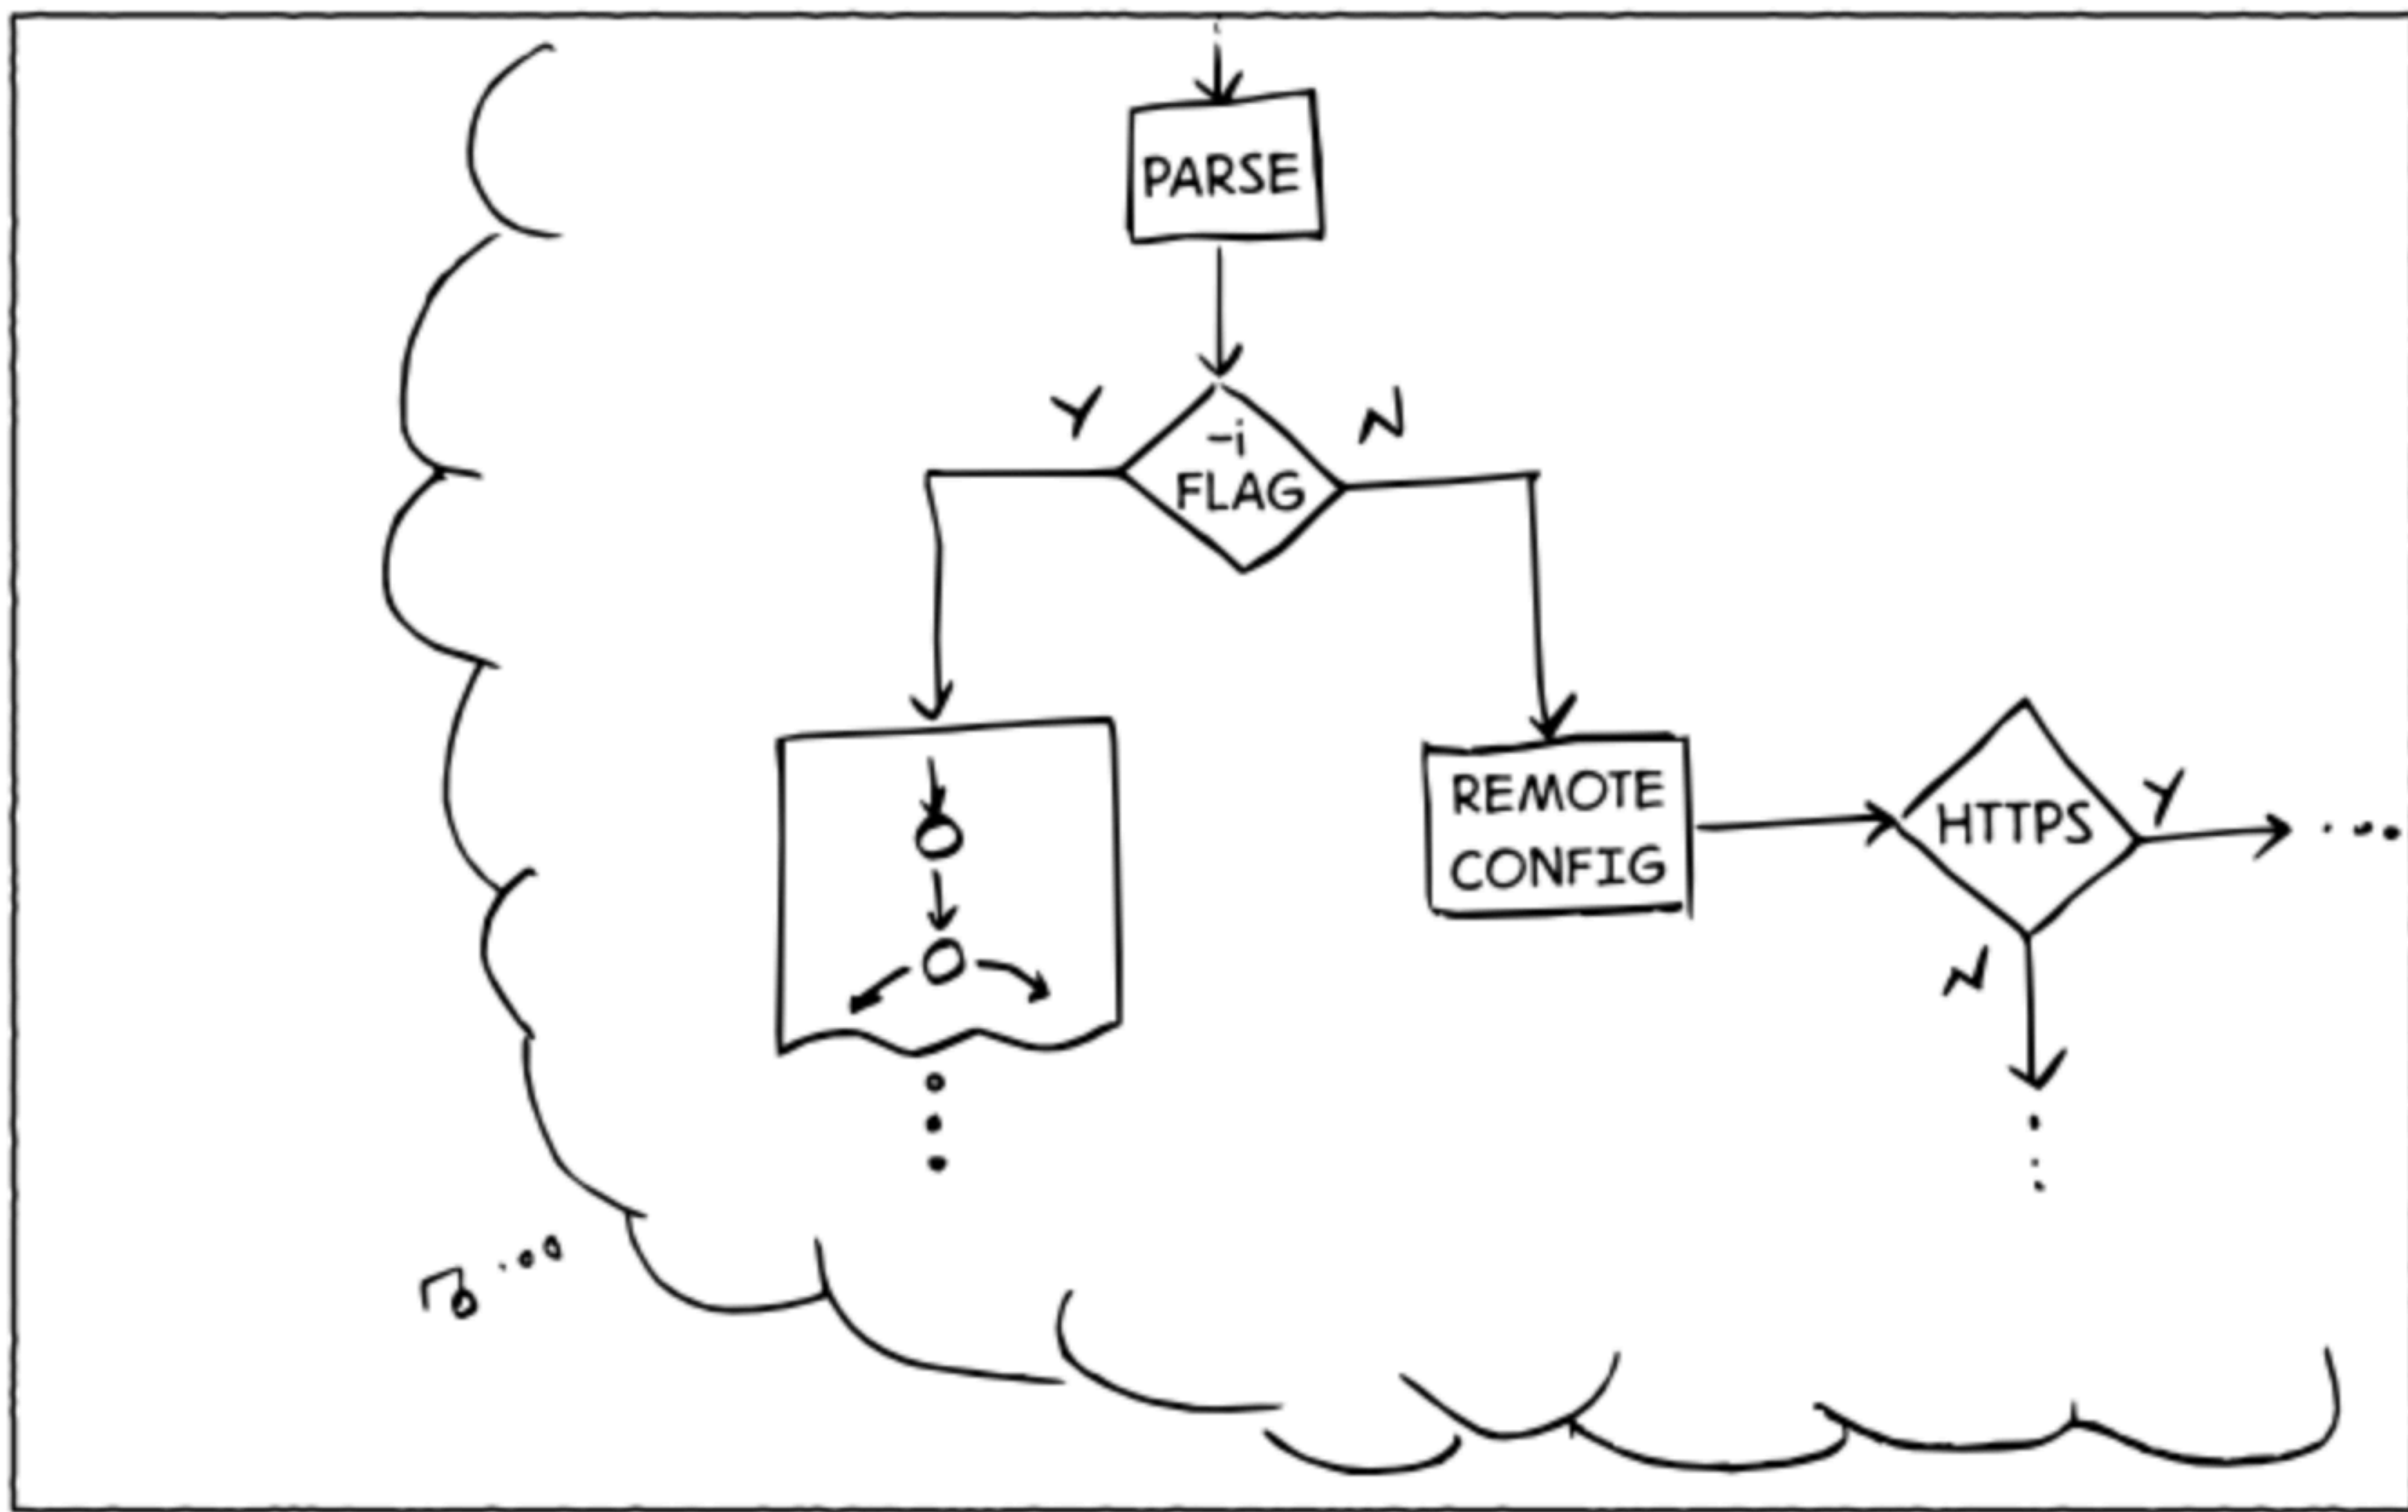 PARSE
Y
N
-i
FLAG
REMOTE
CONFIG
HTTPS
Y
N